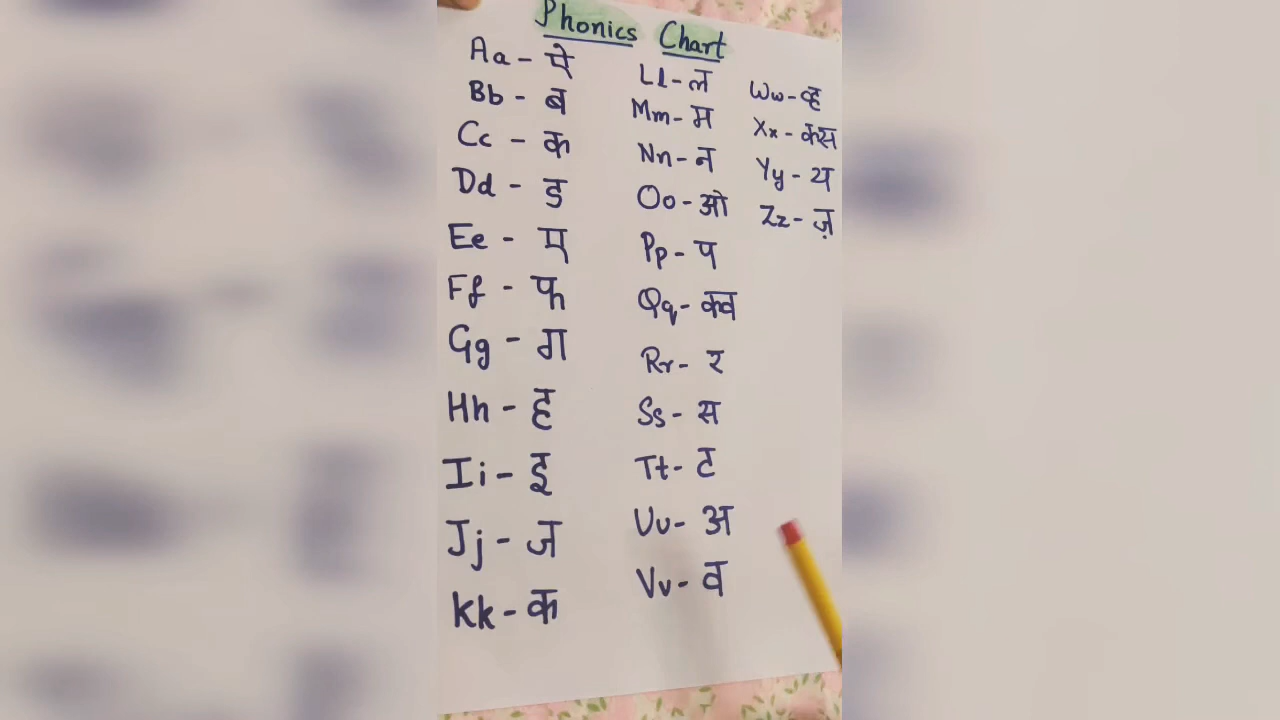 Phonics Chart
Aa - ऐ
Bb - ब
Cc - क
Dd - ड
Ee - ए
Ff - फ
Gg - ग
Hh - ह
Ii - इ
Jj - ज
Kk - क
Ll - ल
Mm - म
Nn - न
Oo - ओ
Pp - प
Qq - क्व
Rr - र
Ss - स
Tt - ट
Uu - अ
Vv - व
Ww - व्ह
Xx - क्स
Yy - य
Zz - ज़